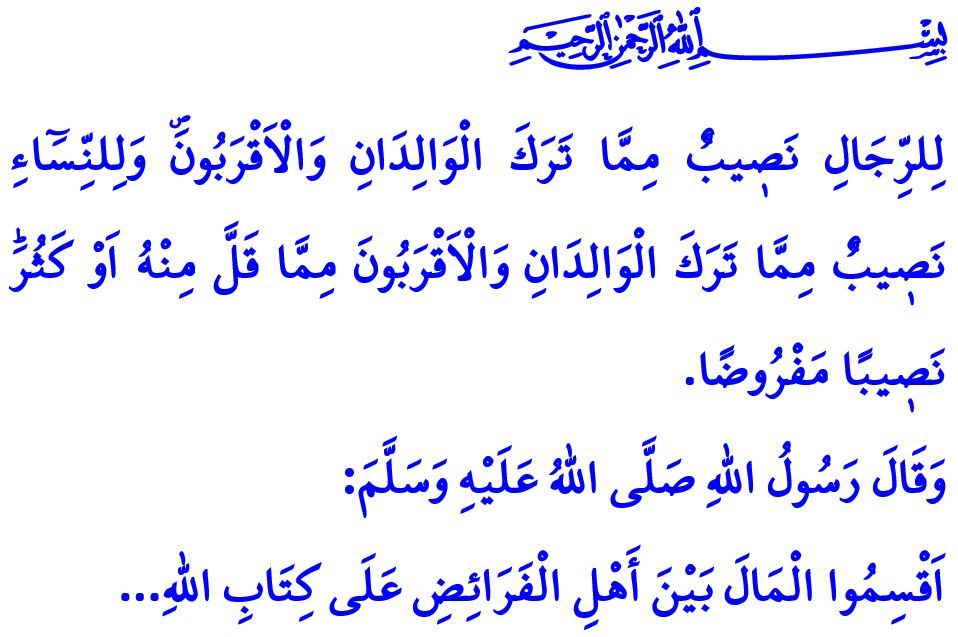 بِسْمِ اللهِ الرَّحْمٰنِ الرَّحِيمِ
لِلرِّجَالِ نَصٖيبٌ مِمَّا تَرَكَ الْوَالِدَانِ وَالْاَقْرَبُونَۖ وَلِلنِّسَٓاءِ
نَصٖيبٌ مِمَّا تَرَكَ الْوَالِدَانِ وَالْاَقْرَبُونَ مِمَّا قَلَّ مِنْهُ اَوْ كَثُرَؕ
نَصٖيبًا مَفْرُوضًا.
وَقَالَ رَسُولُ اللهِ صَلَّى اللهُ عَلَيْهِ وَسَلَّمَ:
اَقْسِمُوا الْمَالَ بَيْنَ أَهْلِ الْفَرَائِضِ عَلَى كِتَابِ اللهِ...